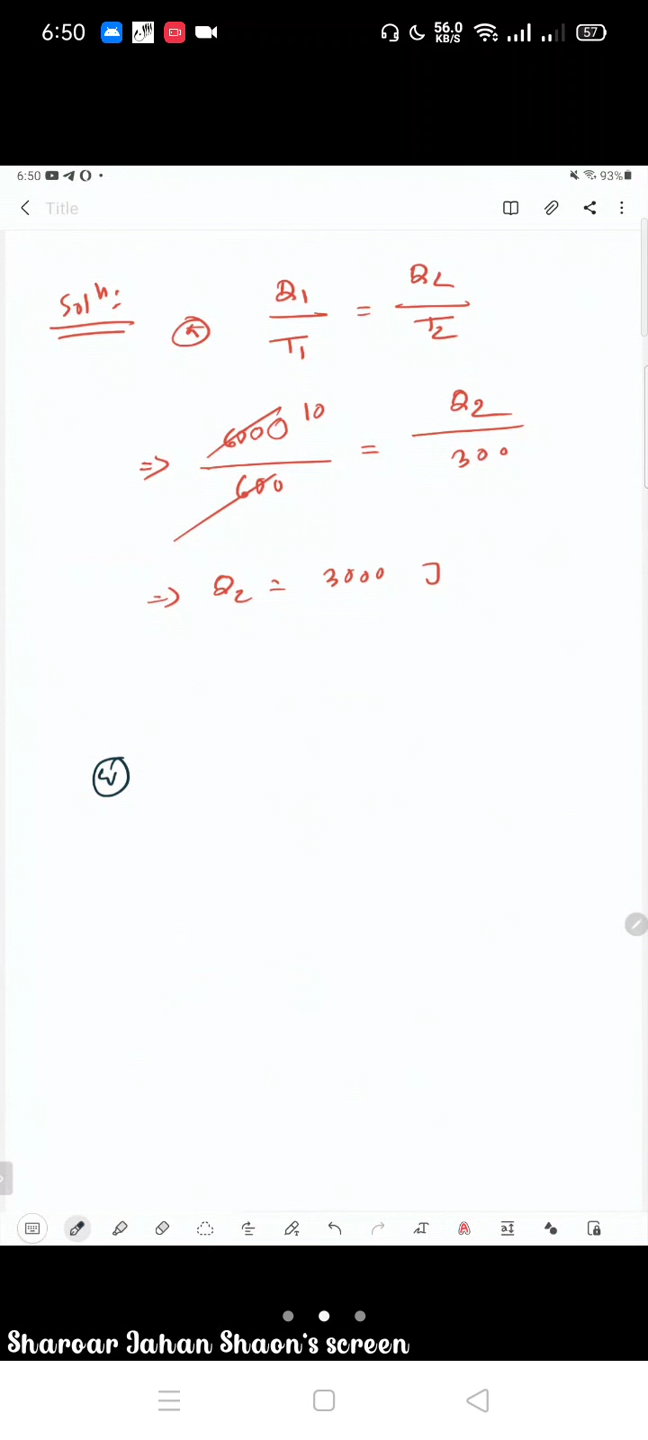 6:50 56.0 KB/S 57
6:50 93%
Title
Solⁿ: Q₁/T₁ = Q₂/T₂
=> 6000/600 10 = Q₂/300
=> Q₂ = 3000 J
Sharoar Jahan Shaon's screen